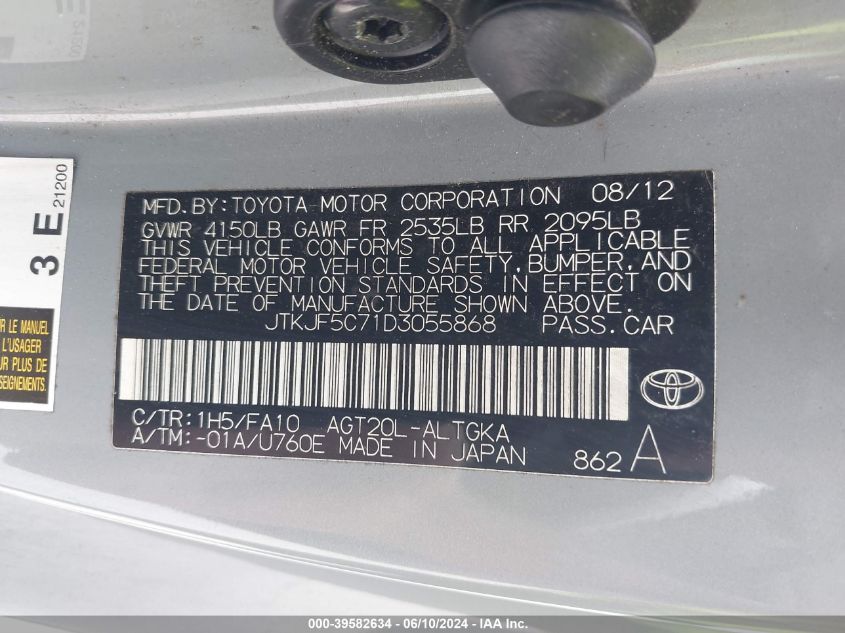 3 E
21200
UR LE MANUEL
L'USAGER
UR PLUS DE
SEIGNEMENTS.
MFD. BY: TOYOTA MOTOR CORPORATION 08/12
GVWR 4150LB GAWR FR 2535LB RR 2095LB
THIS VEHICLE CONFORMS TO ALL APPLICABLE
FEDERAL MOTOR VEHICLE SAFETY, BUMPER, AND
THEFT PREVENTION STANDARDS IN EFFECT ON
THE DATE OF MANUFACTURE SHOWN ABOVE.
JTKJF5C71D3055868 PASS. CAR
C/TR: 1H5/FA10 AGT20L-ALTGKA
A/TM: -01A/U760E MADE IN JAPAN
862 A
000-39582634 - 06/10/2024 - IAA Inc.